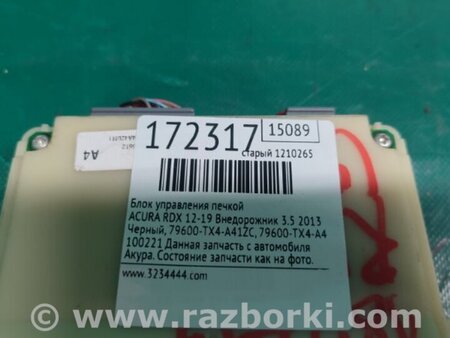 172317
15089
старый 1210265
A4
Блок управления печкой
ACURA RDX 12-19 Внедорожник 3.5 2013
Черный, 79600-TX4-A41ZC, 79600-TX4-A4
100221 Данная запчасть с автомобиля
Акура. Состояние запчасти как на фото.
www.3234444.com
© www.razborki.com/